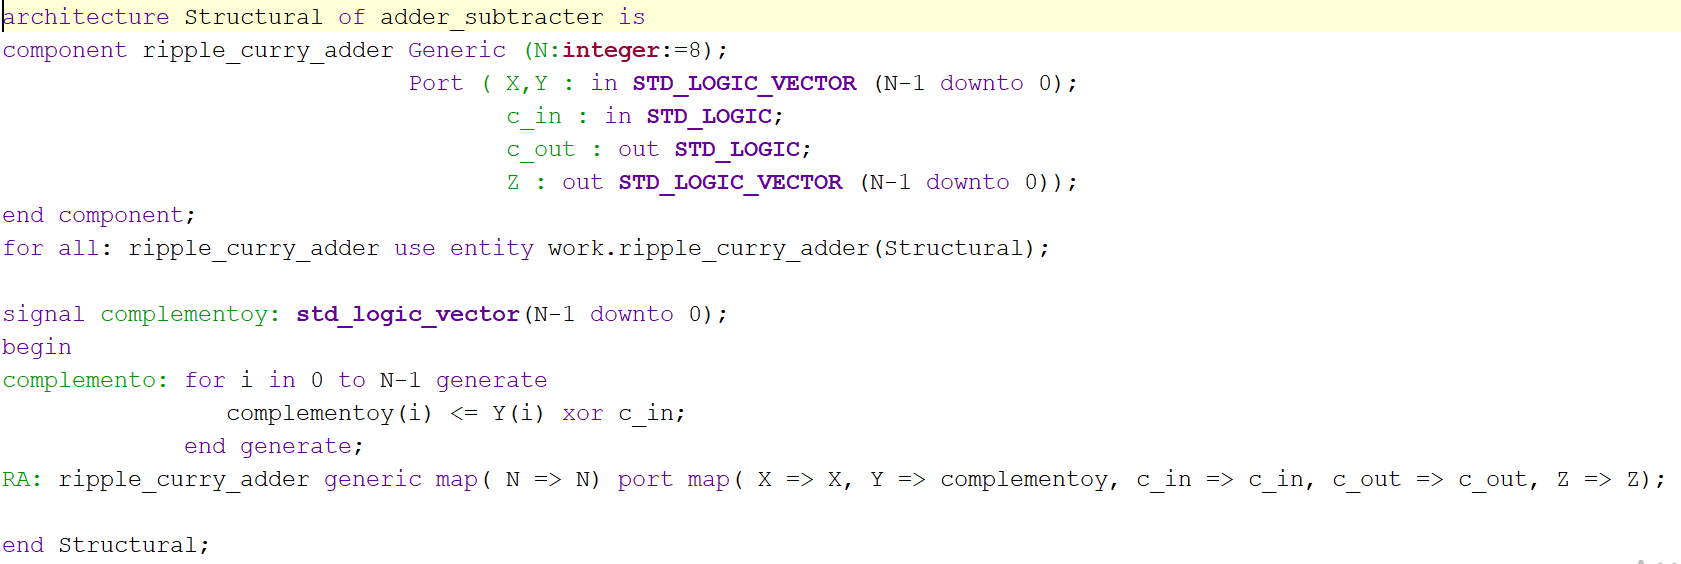 architecture Structural of adder_subtracter is
component ripple_curry_adder Generic (N:integer:=8);
Port ( X,Y : in STD_LOGIC_VECTOR (N-1 downto 0);
c_in : in STD_LOGIC;
c_out : out STD_LOGIC;
Z : out STD_LOGIC_VECTOR (N-1 downto 0));
end component;
for all: ripple_curry_adder use entity work.ripple_curry_adder(Structural);
signal complementoy: std_logic_vector(N-1 downto 0);
begin
complemento: for i in 0 to N-1 generate
complementoy(i) <= Y(i) xor c_in;
end generate;
RA: ripple_curry_adder generic map( N => N) port map( X => X, Y => complementoy, c_in => c_in, c_out => c_out, Z => Z);
end Structural;